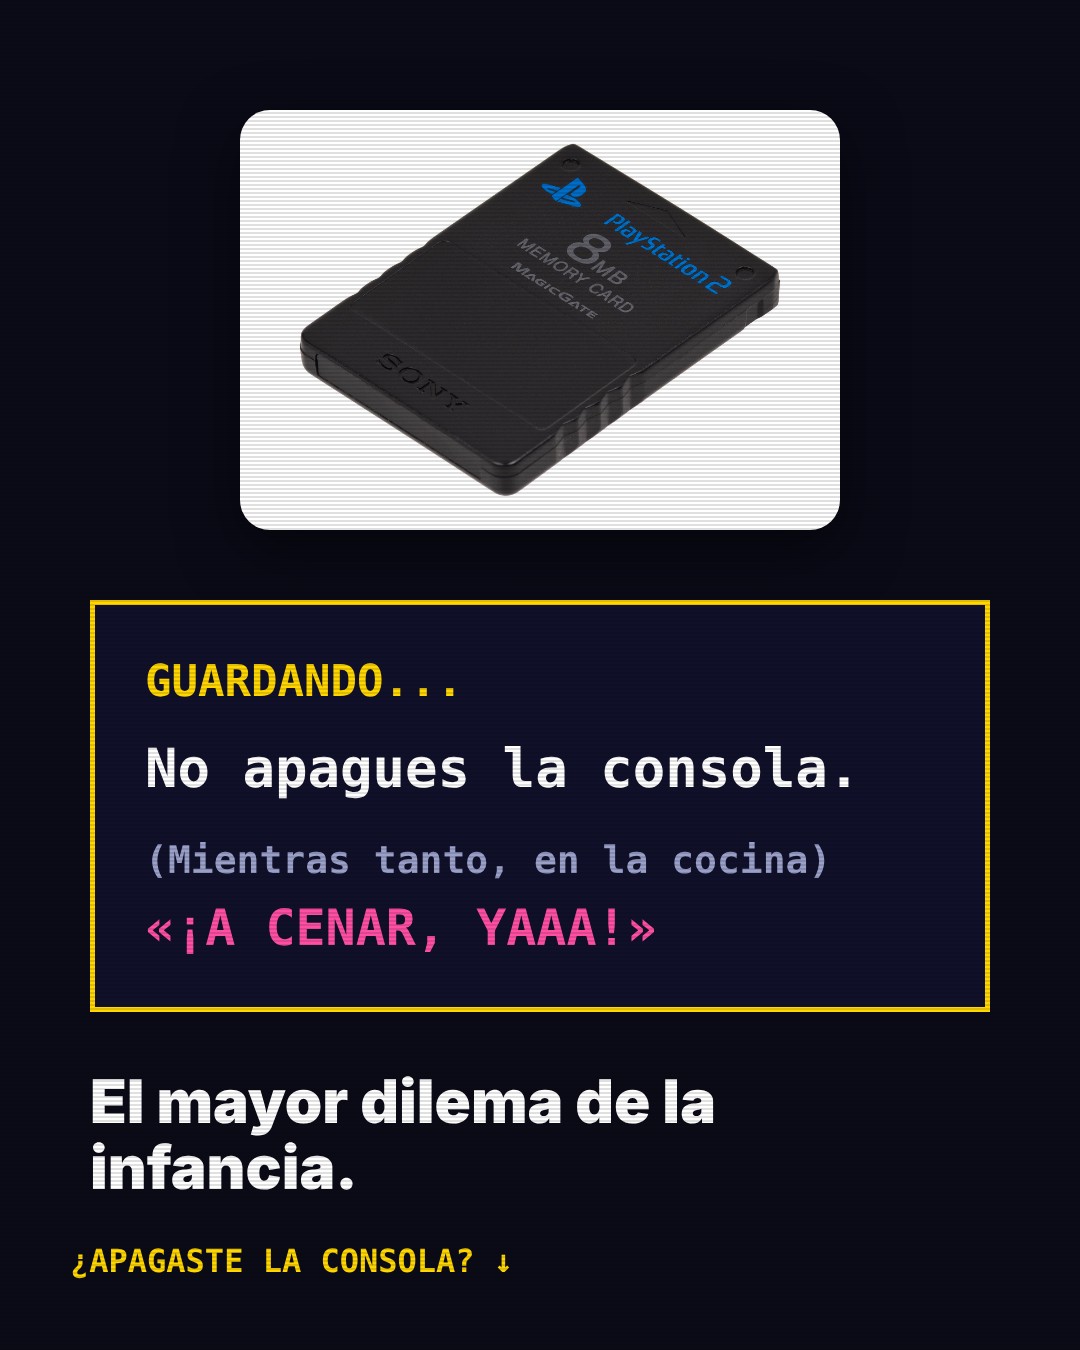 PlayStation 2
8MB
MEMORY CARD
MAGICGATE
SONY
GUARDANDO...
No apagues la consola.
(Mientras tanto, en la cocina)
«¡A CENAR, YAAA!»
El mayor dilema de la
infancia.
¿APAGASTE LA CONSOLA? ↓